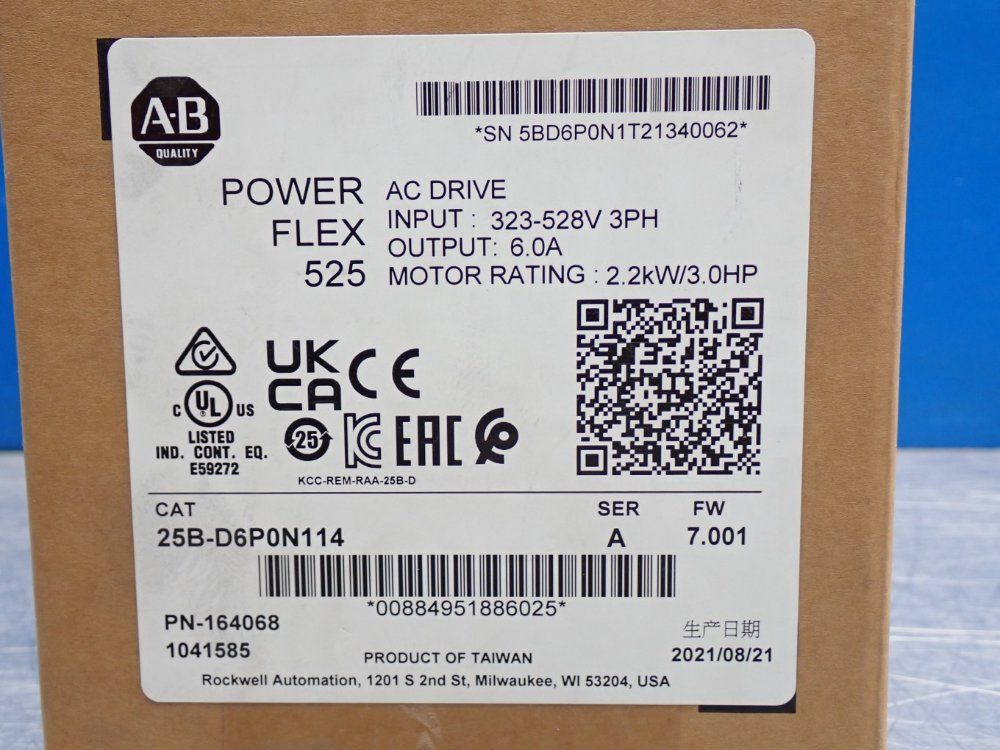 A-B
QUALITY
*SN 5BD6P0N1T21340062*
POWER
FLEX
525
AC DRIVE
INPUT : 323-528V 3PH
OUTPUT: 6.0A
MOTOR RATING : 2.2kW/3.0HP
UK
CA
CE
C UL US
LISTED
IND. CONT. EQ.
E59272
25
KC
EAC
KCC-REM-RAA-25B-D
CAT
25B-D6P0N114
SER
A
FW
7.001
*00884951886025*
PN-164068
1041585
生产日期
2021/08/21
PRODUCT OF TAIWAN
Rockwell Automation, 1201 S 2nd St, Milwaukee, WI 53204, USA